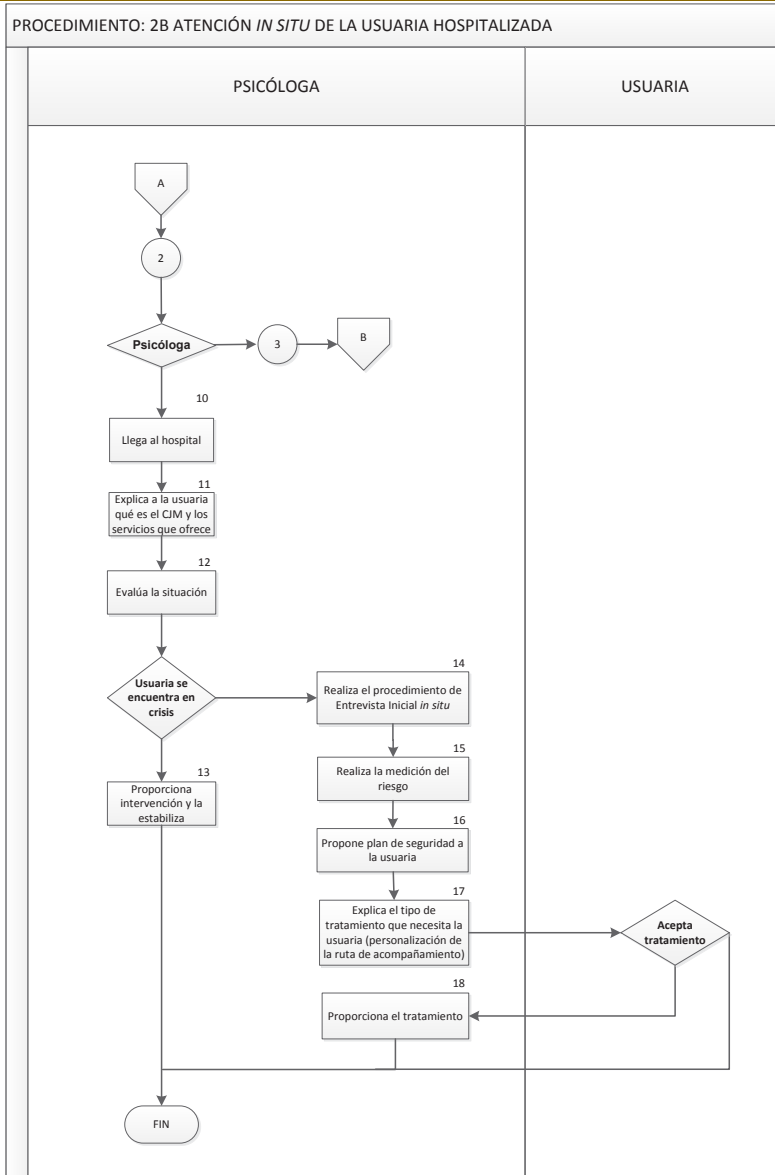 PROCEDIMIENTO: 2B ATENCIÓN IN SITU DE LA USUARIA HOSPITALIZADA
PSICÓLOGA
USUARIA
A
2
Psicóloga
3
B
10
Llega al hospital
11
Explica a la usuaria
qué es el CJM y los
servicios que ofrece
12
Evalúa la situación
Usuaria se
encuentra en
crisis
13
Proporciona
intervención y la
estabiliza
14
Realiza el procedimiento de
Entrevista Inicial in situ
15
Realiza la medición del
riesgo
16
Propone plan de seguridad a
la usuaria
17
Explica el tipo de
tratamiento que necesita la
usuaria (personalización de
la ruta de acompañamiento)
Acepta
tratamiento
18
Proporciona el tratamiento
FIN